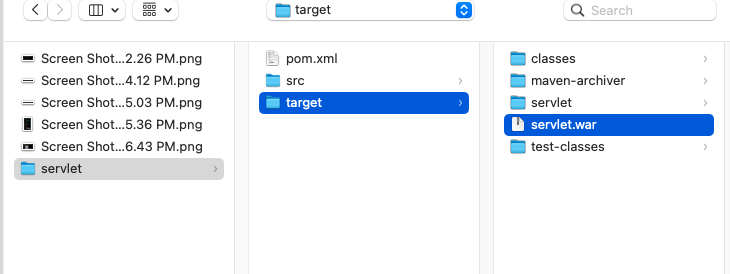 target
Search
Screen Shot...2.26 PM.png
Screen Shot...4.12 PM.png
Screen Shot...5.03 PM.png
Screen Shot...5.36 PM.png
Screen Shot...6.43 PM.png
servlet
pom.xml
src
target
classes
maven-archiver
servlet
servlet.war
test-classes